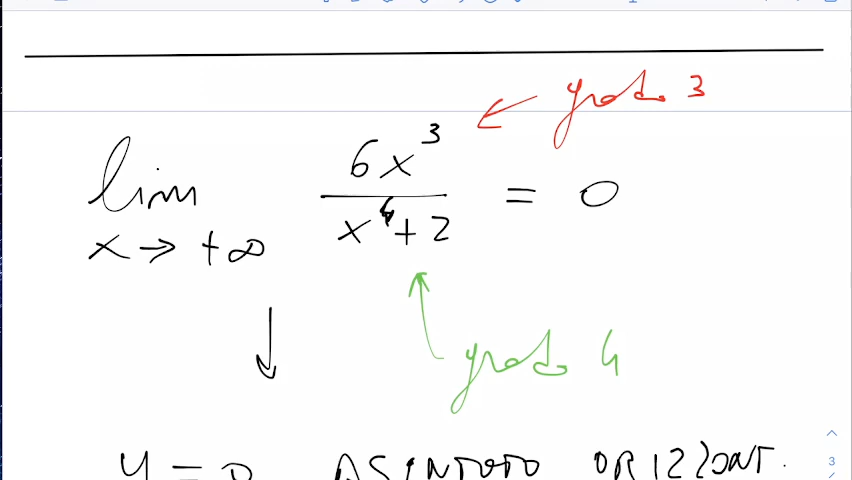 grado 3
lim x→+∞ 6x³/(x⁴+2) = 0
grado 4
y = 0 ASINTOTO ORIZZONT.
3